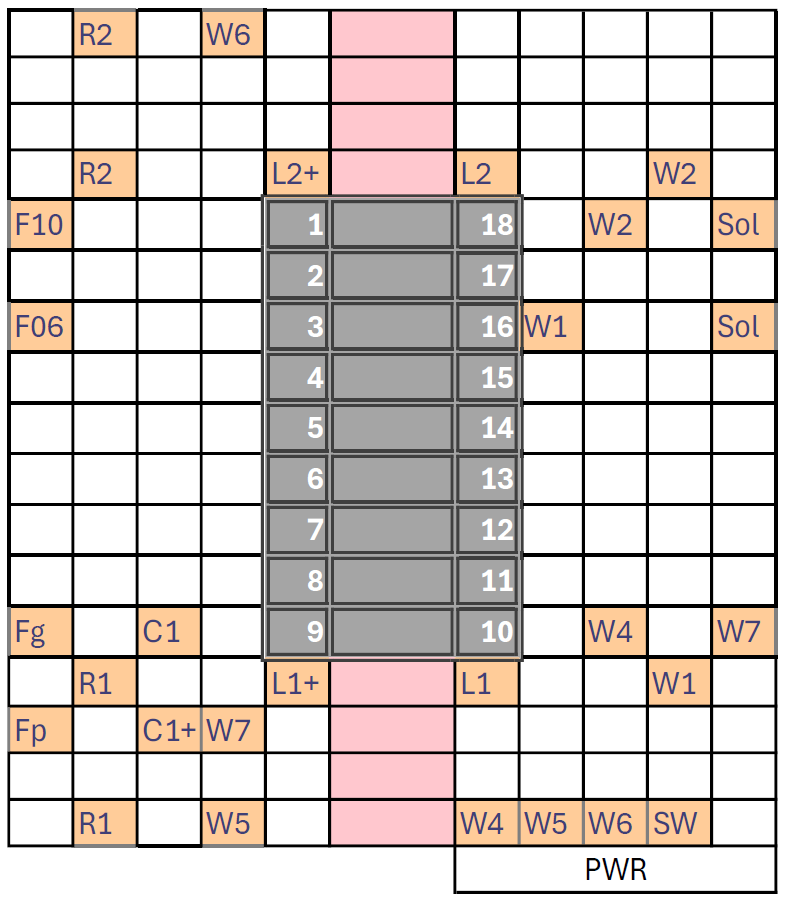 R2 W6
R2 L2+ L2 W2
F10 1 18 W2 Sol
2 17
F06 3 16 W1 Sol
4 15
5 14
6 13
7 12
8 11
Fg C1 9 10 W4 W7
R1 L1+ L1 W1
Fp C1+ W7
R1 W5 W4 W5 W6 SW
PWR